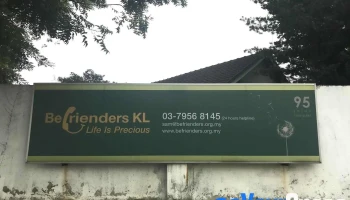 Befrienders KL
Life Is Precious
03-7956 8145
sam@befrienders.org.my
www.befrienders.org.my
95